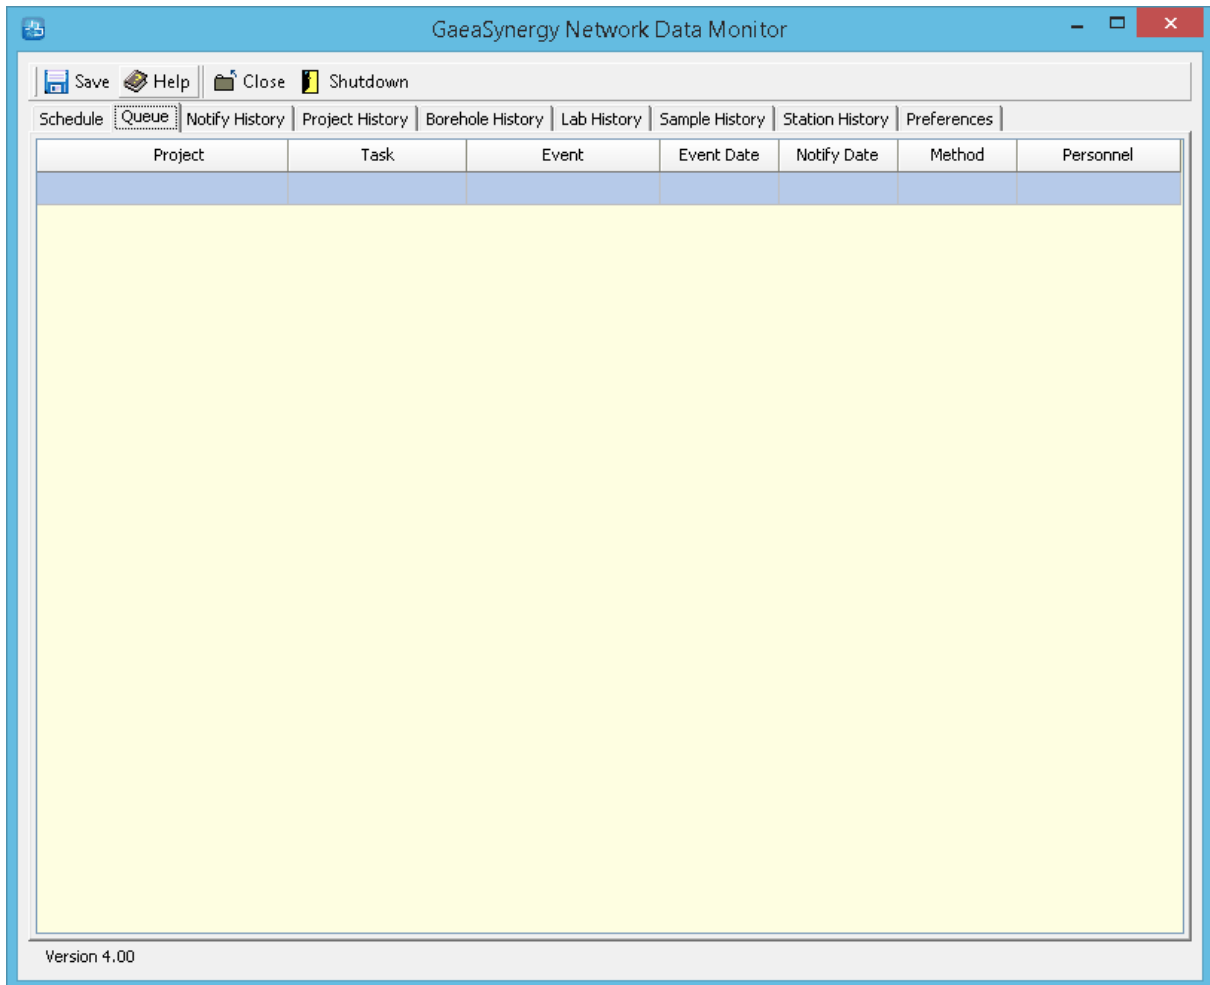 GaeaSynergy Network Data Monitor
Save Help Close Shutdown
Schedule Queue Notify History Project History Borehole History Lab History Sample History Station History Preferences
Project Task Event Event Date Notify Date Method Personnel
Version 4.00